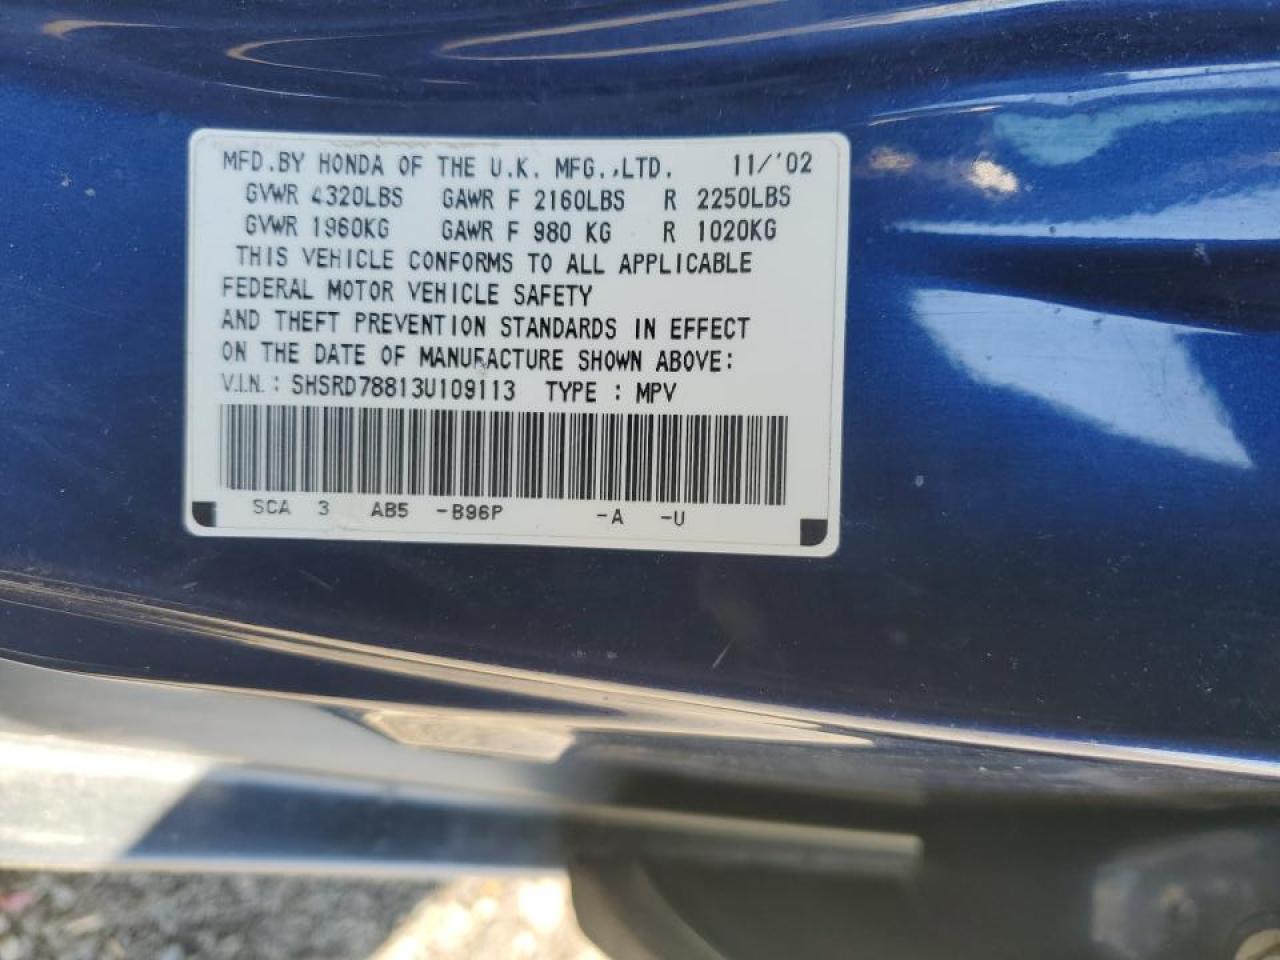 MFD.BY HONDA OF THE U.K. MFG.,LTD. 11/'02
GVWR 4320LBS GAWR F 2160LBS R 2250LBS
GVWR 1960KG GAWR F 980 KG R 1020KG
THIS VEHICLE CONFORMS TO ALL APPLICABLE
FEDERAL MOTOR VEHICLE SAFETY
AND THEFT PREVENTION STANDARDS IN EFFECT
ON THE DATE OF MANUFACTURE SHOWN ABOVE:
V.I.N.: SHSRD78813U109113 TYPE : MPV
SCA 3 AB5 -B96P -A -U